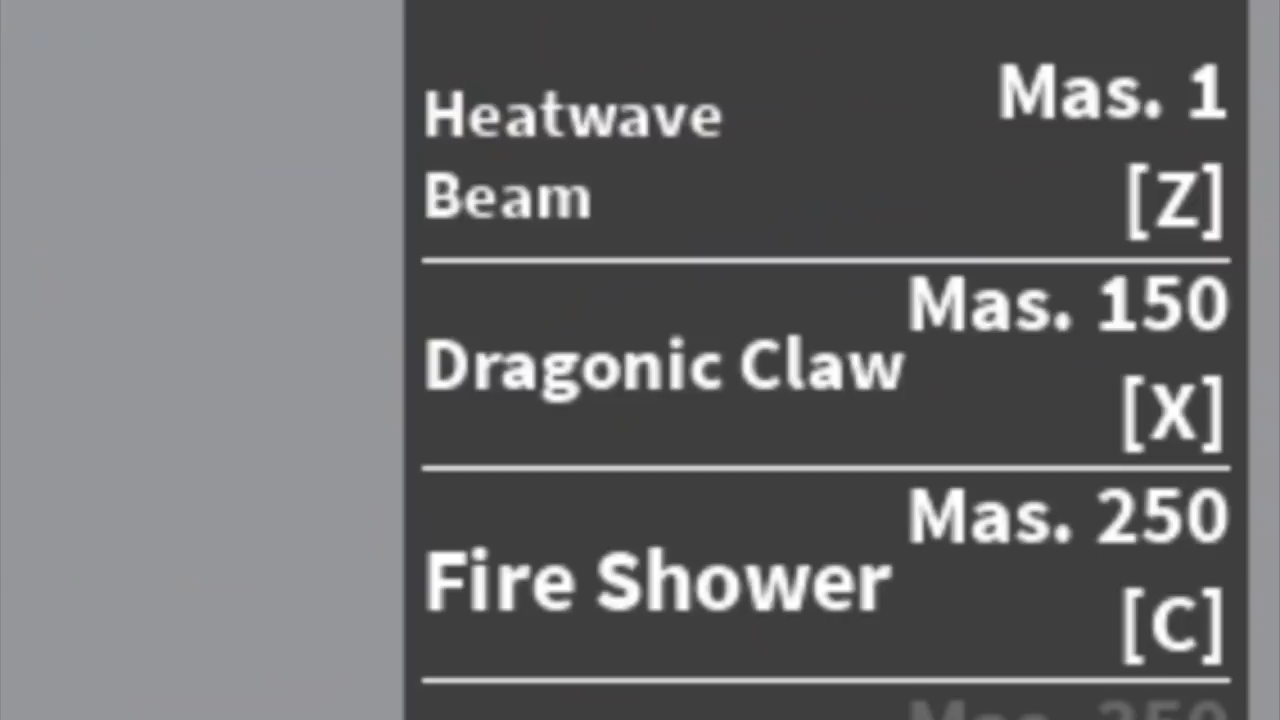 Heatwave
Beam
Mas. 1
[Z]
Dragonic Claw
Mas. 150
[X]
Fire Shower
Mas. 250
[C]